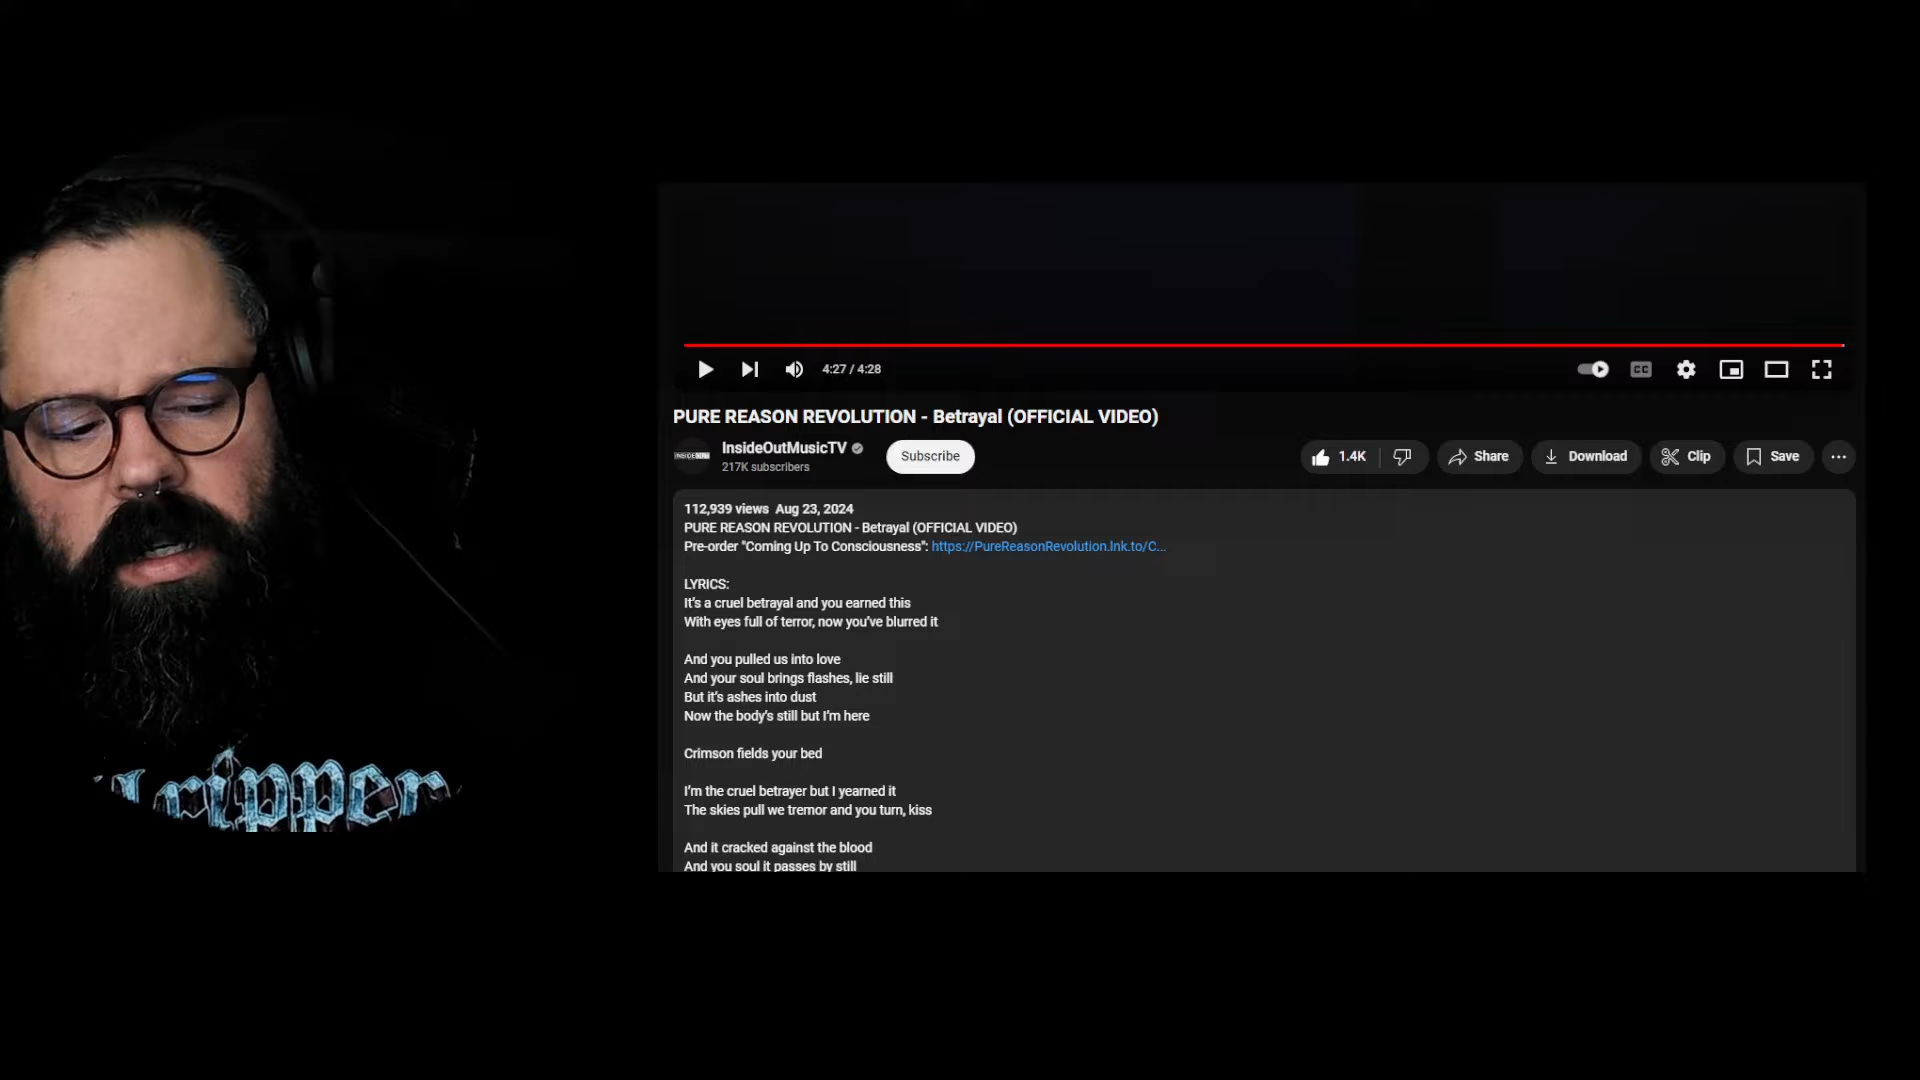 4:27 / 4:28
CC
PURE REASON REVOLUTION - Betrayal (OFFICIAL VIDEO)
INSIDEOUT
InsideOutMusicTV
217K subscribers
Subscribe
1.4K
Share
Download
Clip
Save
112,939 views Aug 23, 2024
PURE REASON REVOLUTION - Betrayal (OFFICIAL VIDEO)
Pre-order "Coming Up To Consciousness": https://PureReasonRevolution.lnk.to/C...
LYRICS:
It's a cruel betrayal and you earned this
With eyes full of terror, now you've blurred it
And you pulled us into love
And your soul brings flashes, lie still
But it's ashes into dust
Now the body's still but I'm here
Crimson fields your bed
I'm the cruel betrayer but I yearned it
The skies pull we tremor and you turn, kiss
And it cracked against the blood
And you soul it passes by still